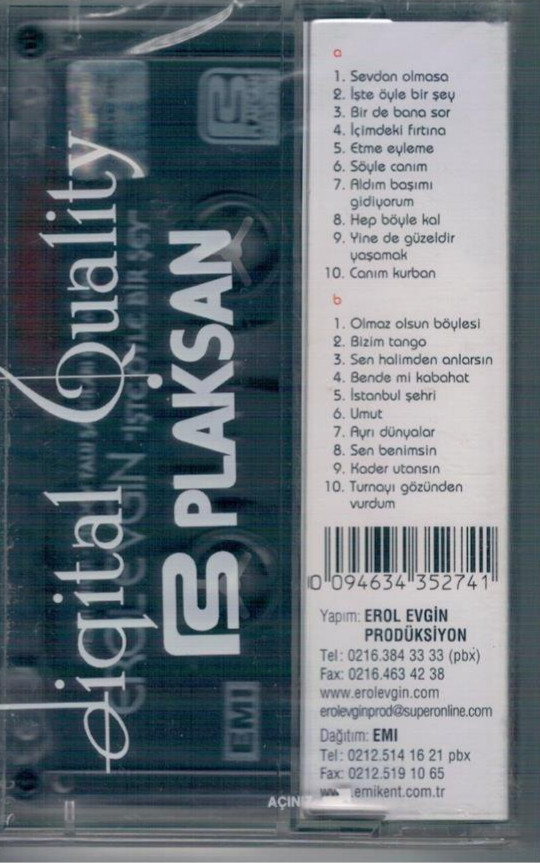 a
1. Sevdan olmasa
2. İşte öyle bir şey
3. Bir de bana sor
4. İçimdeki fırtına
5. Etme eyleme
6. Söyle canım
7. Aldım başımı
gidiyorum
8. Hep böyle kal
9. Yine de güzeldir
yaşamak
10. Canım kurban
b
1. Olmaz olsun böylesi
2. Bizim tango
3. Sen halimden anlarsın
4. Bende mi kabahat
5. İstanbul şehri
6. Umut
7. Ayrı dünyalar
8. Sen benimsin
9. Kader utansın
10. Turnayı gözünden
vurdum
0 094634 352741
Yapım: EROL EVGİN
PRODÜKSİYON
Tel: 0216.384 33 33 (pbx)
Fax: 0216.463 42 38
www.erolevgin.com
erolevginprod@superonline.com
Dağıtım: EMI
Tel: 0212.514 16 21 pbx
Fax: 0212.519 10 65
emikent.com.tr
Digital Quality
EROL EVGİN "İŞTE ÖYLE BİR ŞEY"
PLAKSAN
EMI